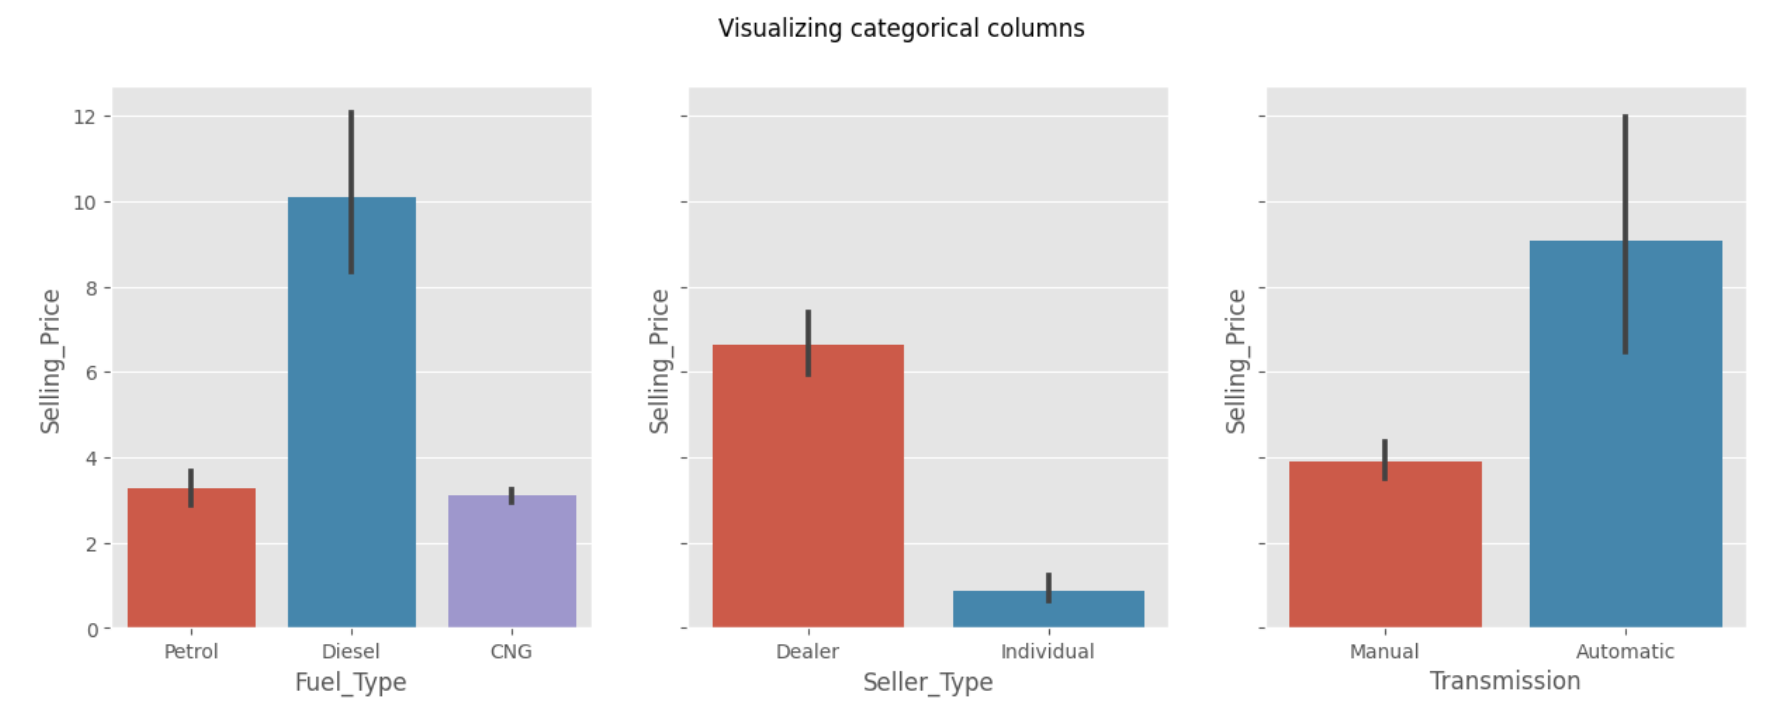 Visualizing categorical columns
Selling_Price
12
10
8
6
4
2
0
Petrol Diesel CNG
Fuel_Type
Selling_Price
Dealer Individual
Seller_Type
Selling_Price
Manual Automatic
Transmission